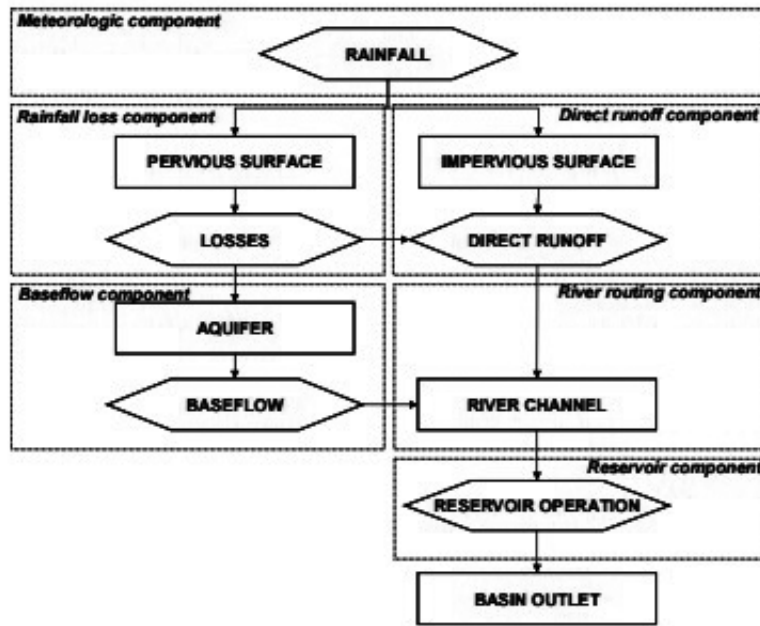 Meteorologic component
RAINFALL
Rainfall loss component
Direct runoff component
PERVIOUS SURFACE
IMPERVIOUS SURFACE
LOSSES
DIRECT RUNOFF
Baseflow component
River routing component
AQUIFER
BASEFLOW
RIVER CHANNEL
Reservoir component
RESERVOIR OPERATION
BASIN OUTLET